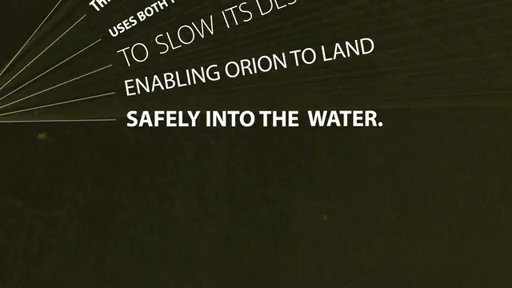 USES BOTH
TO SLOW ITS
ENABLING ORION TO LAND
SAFELY INTO THE WATER.